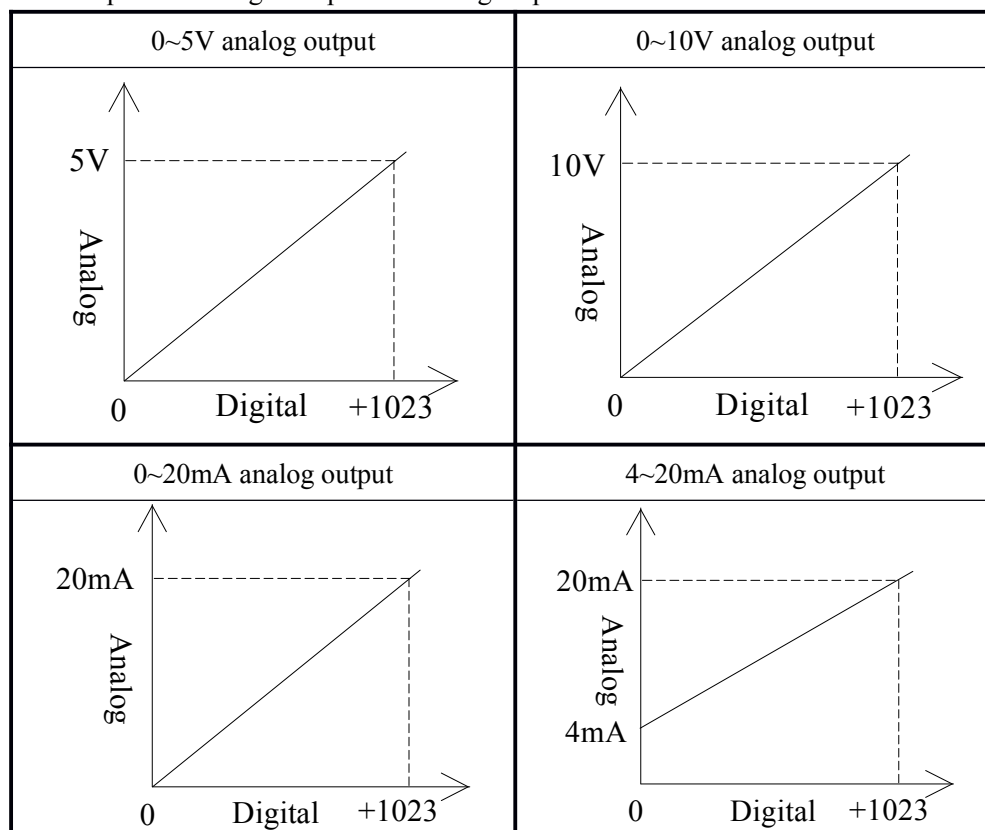 0~5V analog output
0~10V analog output
5V
Analog
0
Digital
+1023
10V
Analog
0
Digital
+1023
0~20mA analog output
4~20mA analog output
20mA
Analog
0
Digital
+1023
20mA
Analog
4mA
0
Digital
+1023